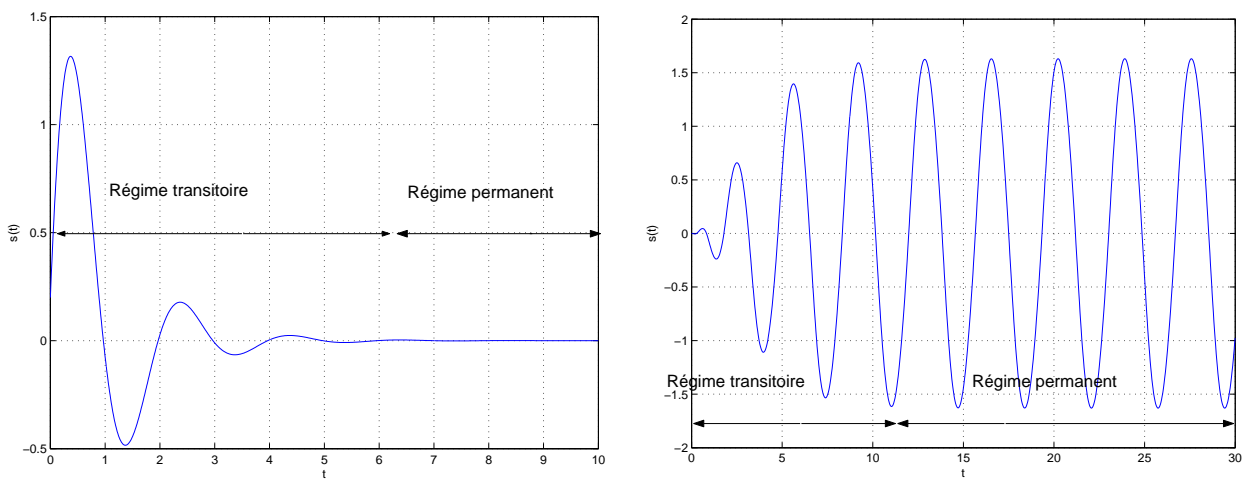 1.5
1
0.5
0
−0.5
s(t)
Régime transitoire
Régime permanent
0 1 2 3 4 5 6 7 8 9 10
t
2
1.5
1
0.5
0
−0.5
−1
−1.5
−2
s(t)
Régime transitoire
Régime permanent
0 5 10 15 20 25 30
t